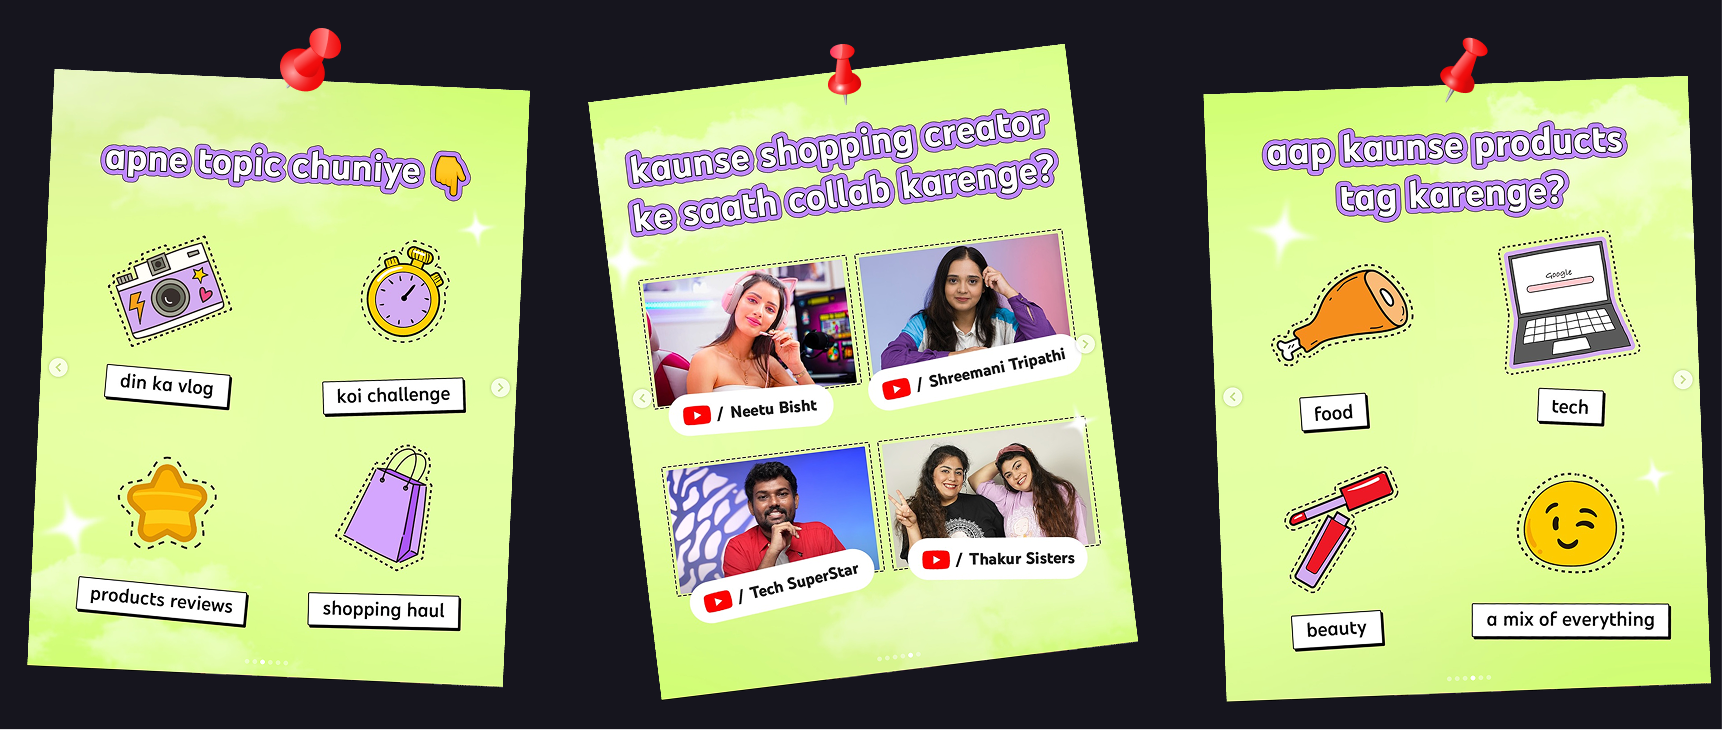 apne topic chuniye 👇
din ka vlog
koi challenge
products reviews
shopping haul
kaunse shopping creator
ke saath collab karenge?
/ Neetu Bisht
/ Shreemani Tripathi
/ Tech SuperStar
/ Thakur Sisters
aap kaunse products
tag karenge?
Google
food
tech
beauty
a mix of everything